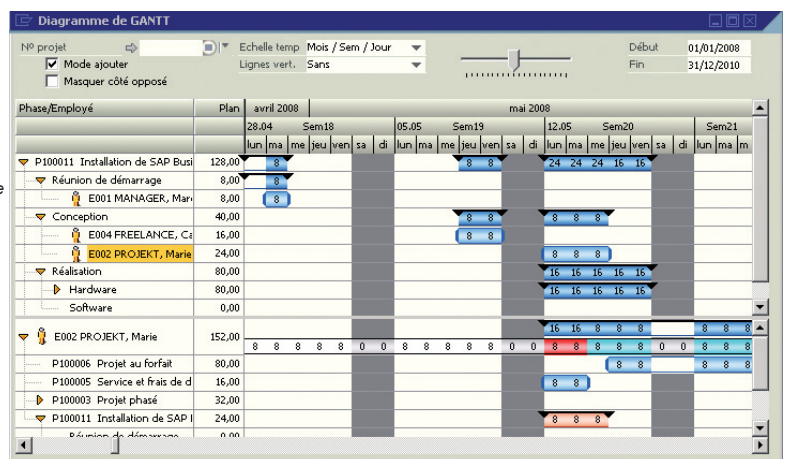 Diagramme de GANTT
Nº projet Echelle temp Mois / Sem / Jour Début 01/01/2008
Mode ajouter Lignes vert. Sans Fin 31/12/2010
Masquer côté opposé
Phase/Employé Plan avril 2008 mai 2008
28.04 Sem18 05.05 Sem19 12.05 Sem20 Sem21
lun ma me jeu ven sa di lun ma me jeu ven sa di lun ma me jeu ven sa di lun ma m
P100011 Installation de SAP Busi 128,00 8 8 8 24 24 24 16 16
Réunion de démarrage 8,00 8
e
E001 MANAGER, Mar 8,00 8
Conception 40,00 8 8 8 8 8
E004 FREELANCE, Ca 16,00 8 8
E002 PROJEKT, Marie 24,00 8 8 8
Réalisation 80,00 16 16 16 16 16
Hardware 80,00 16 16 16 16 16
Software 0,00
16 16 8 8 8 8 8 8
E002 PROJEKT, Marie 152,00
8 8 8 8 8 0 0 8 8 8 8 8 0 0 8 8 8 8 8 0 0 8 8 8
P100006 Projet au forfait 80,00 8 8 8 8 8
P100005 Service et frais de d 16,00 8 8
P100003 Projet phasé 32,00
P100011 Installation de SAP I 24,00 8 8 8
Réunion de démarrage 0,00